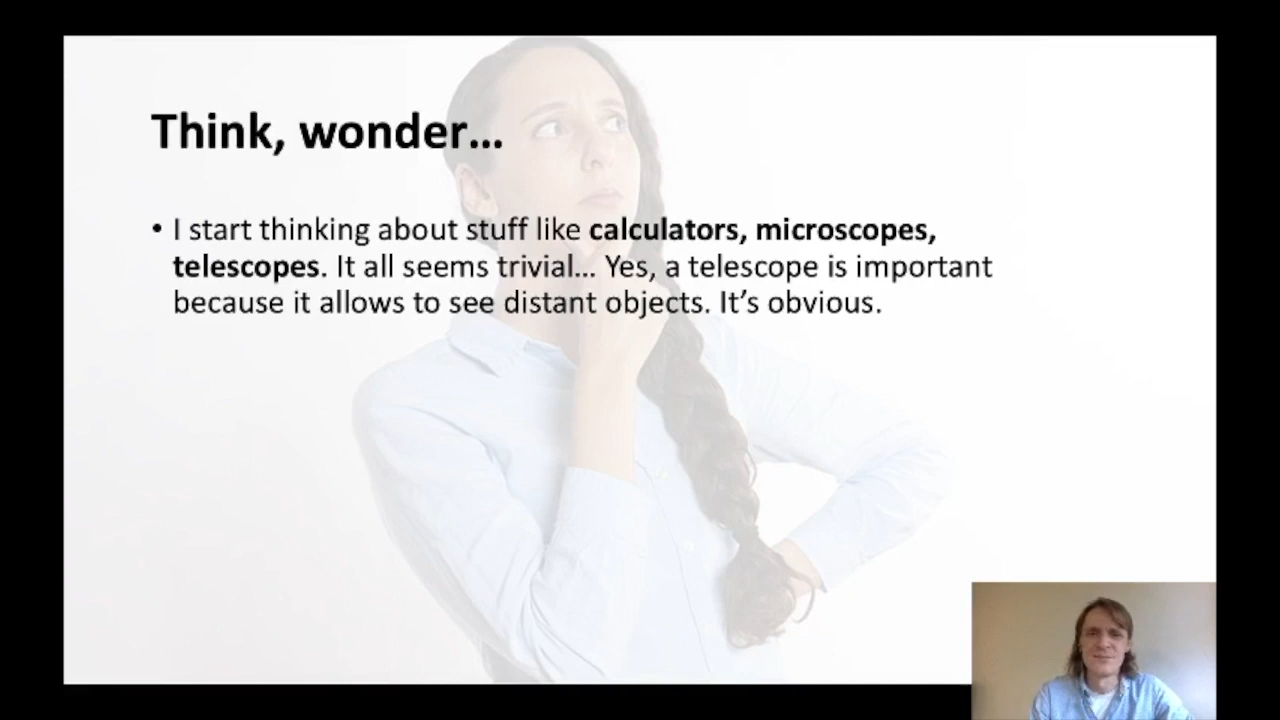 Think, wonder...
• I start thinking about stuff like calculators, microscopes,
telescopes. It all seems trivial... Yes, a telescope is important
because it allows to see distant objects. It’s obvious.